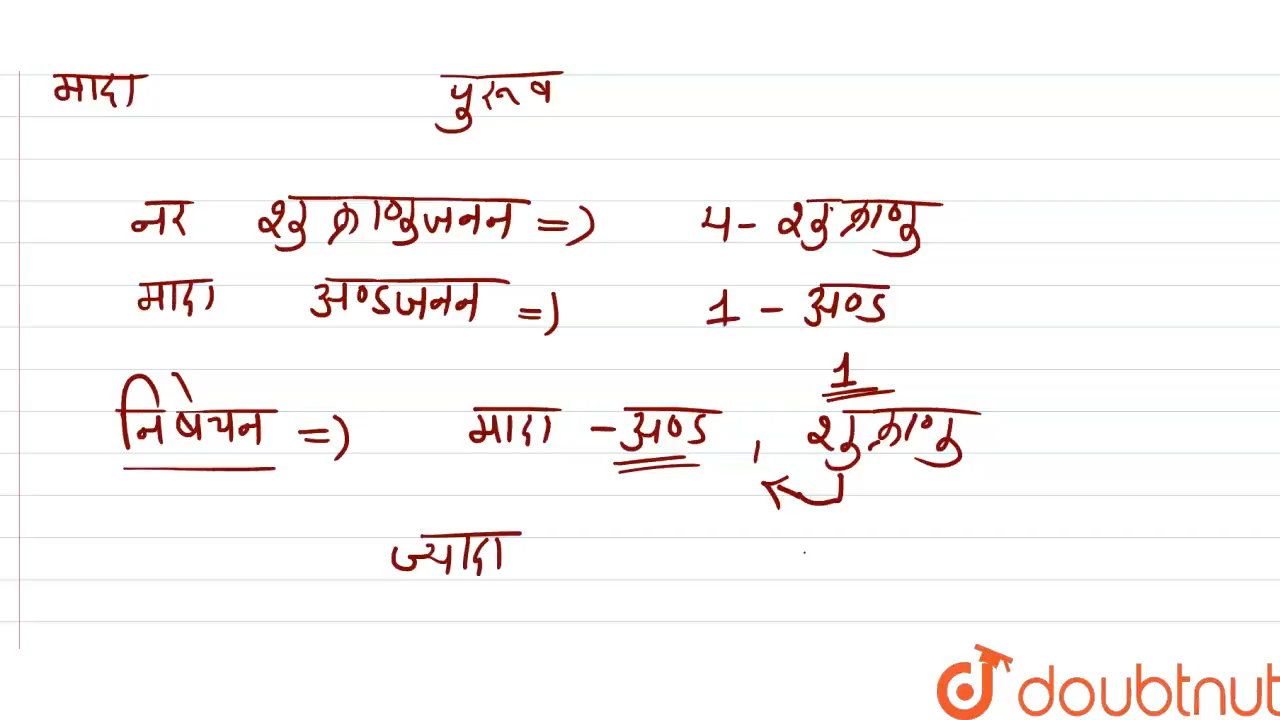 मादा पुरूष
नर शुक्राणुजनन => 4 - शुक्राणु
मादा अण्डजनन => 1 - अण्ड
1
निषेचन => मादा - अण्ड , शुक्राणु
ज्यादा
doubtnut